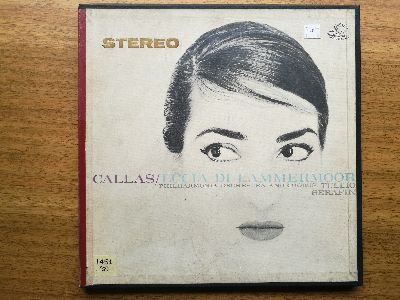 STEREO
CALLAS/LUCIA DI LAMMERMOOR
PHILHARMONIA ORCHESTRA AND CHORUS TULLIO
SERAFIN